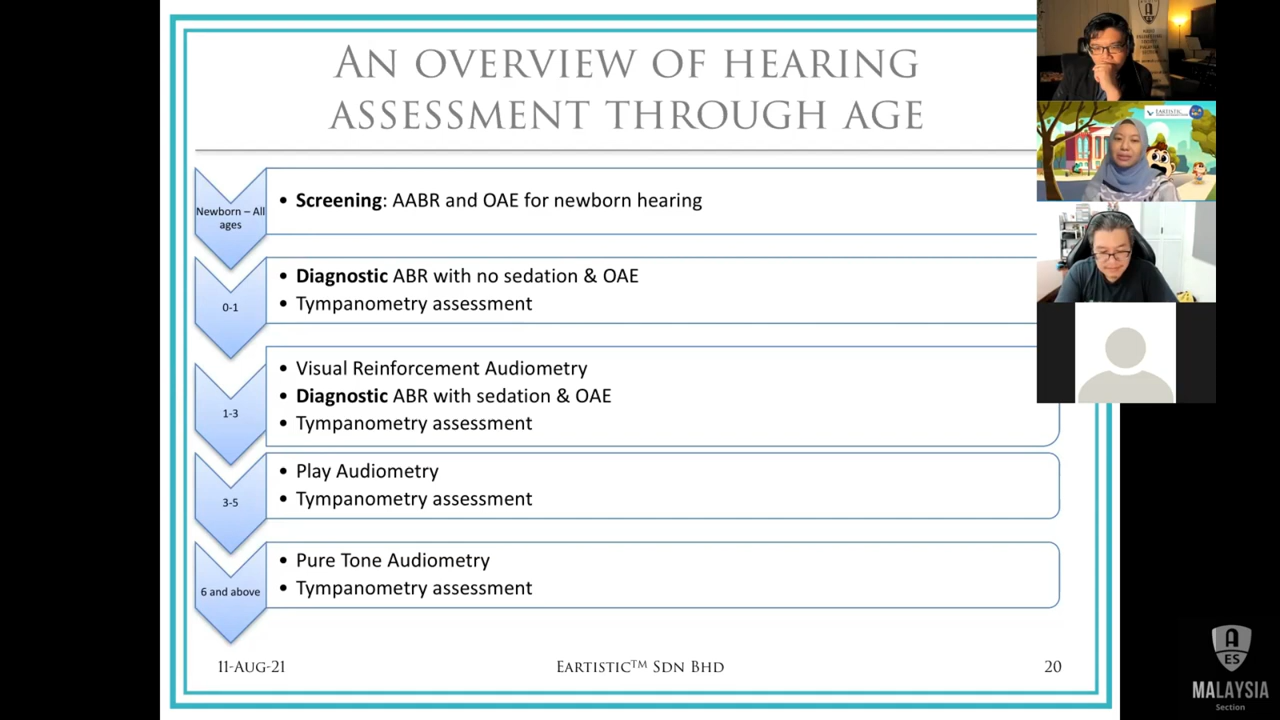 AN OVERVIEW OF HEARING
ASSESSMENT THROUGH AGE
Newborn – All
ages
• Screening: AABR and OAE for newborn hearing
0-1
• Diagnostic ABR with no sedation & OAE
• Tympanometry assessment
1-3
• Visual Reinforcement Audiometry
• Diagnostic ABR with sedation & OAE
• Tympanometry assessment
3-5
• Play Audiometry
• Tympanometry assessment
6 and above
• Pure Tone Audiometry
• Tympanometry assessment
11-AUG-21
EARTISTIC™ SDN BHD
20
EARTISTIC
A
ES
MALAYSIA
Section